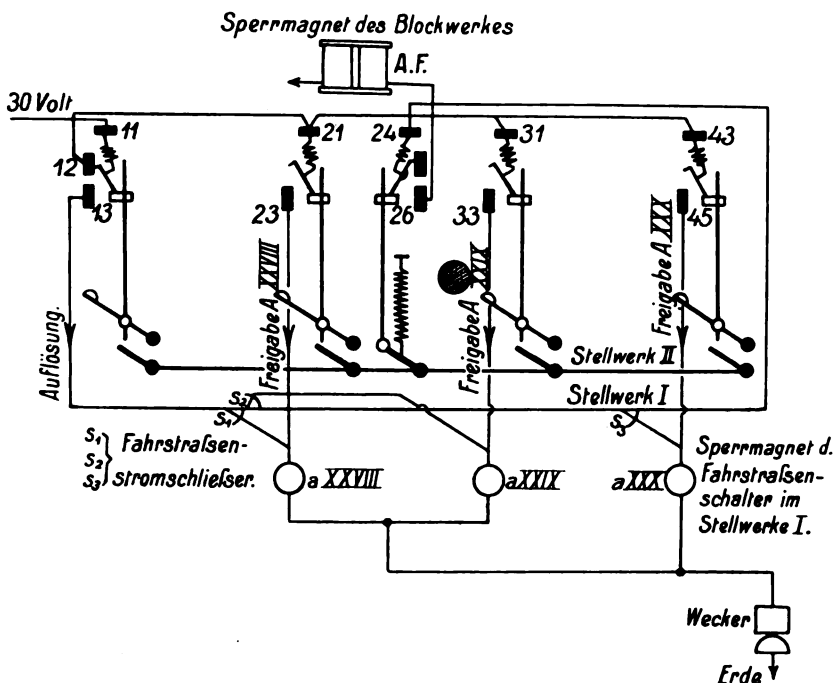 Sperrmagnet des Blockwerkes
A.F.
30 Volt
11
21
24
31
43
12
13
23
26
33
45
Freigabe A XXVIII
Freigabe A XXIX
Freigabe A XXX
Auflösung.
Stellwerk II
Stellwerk I
S₁
S₂
S₃
S₁
S₂
S₃
Fahrstraßen-
stromschließer.
a XXVIII
a XXIX
a XXX
Sperrmagnet d.
Fahrstraßen-
schalter im
Stellwerke I.
Wecker
Erde